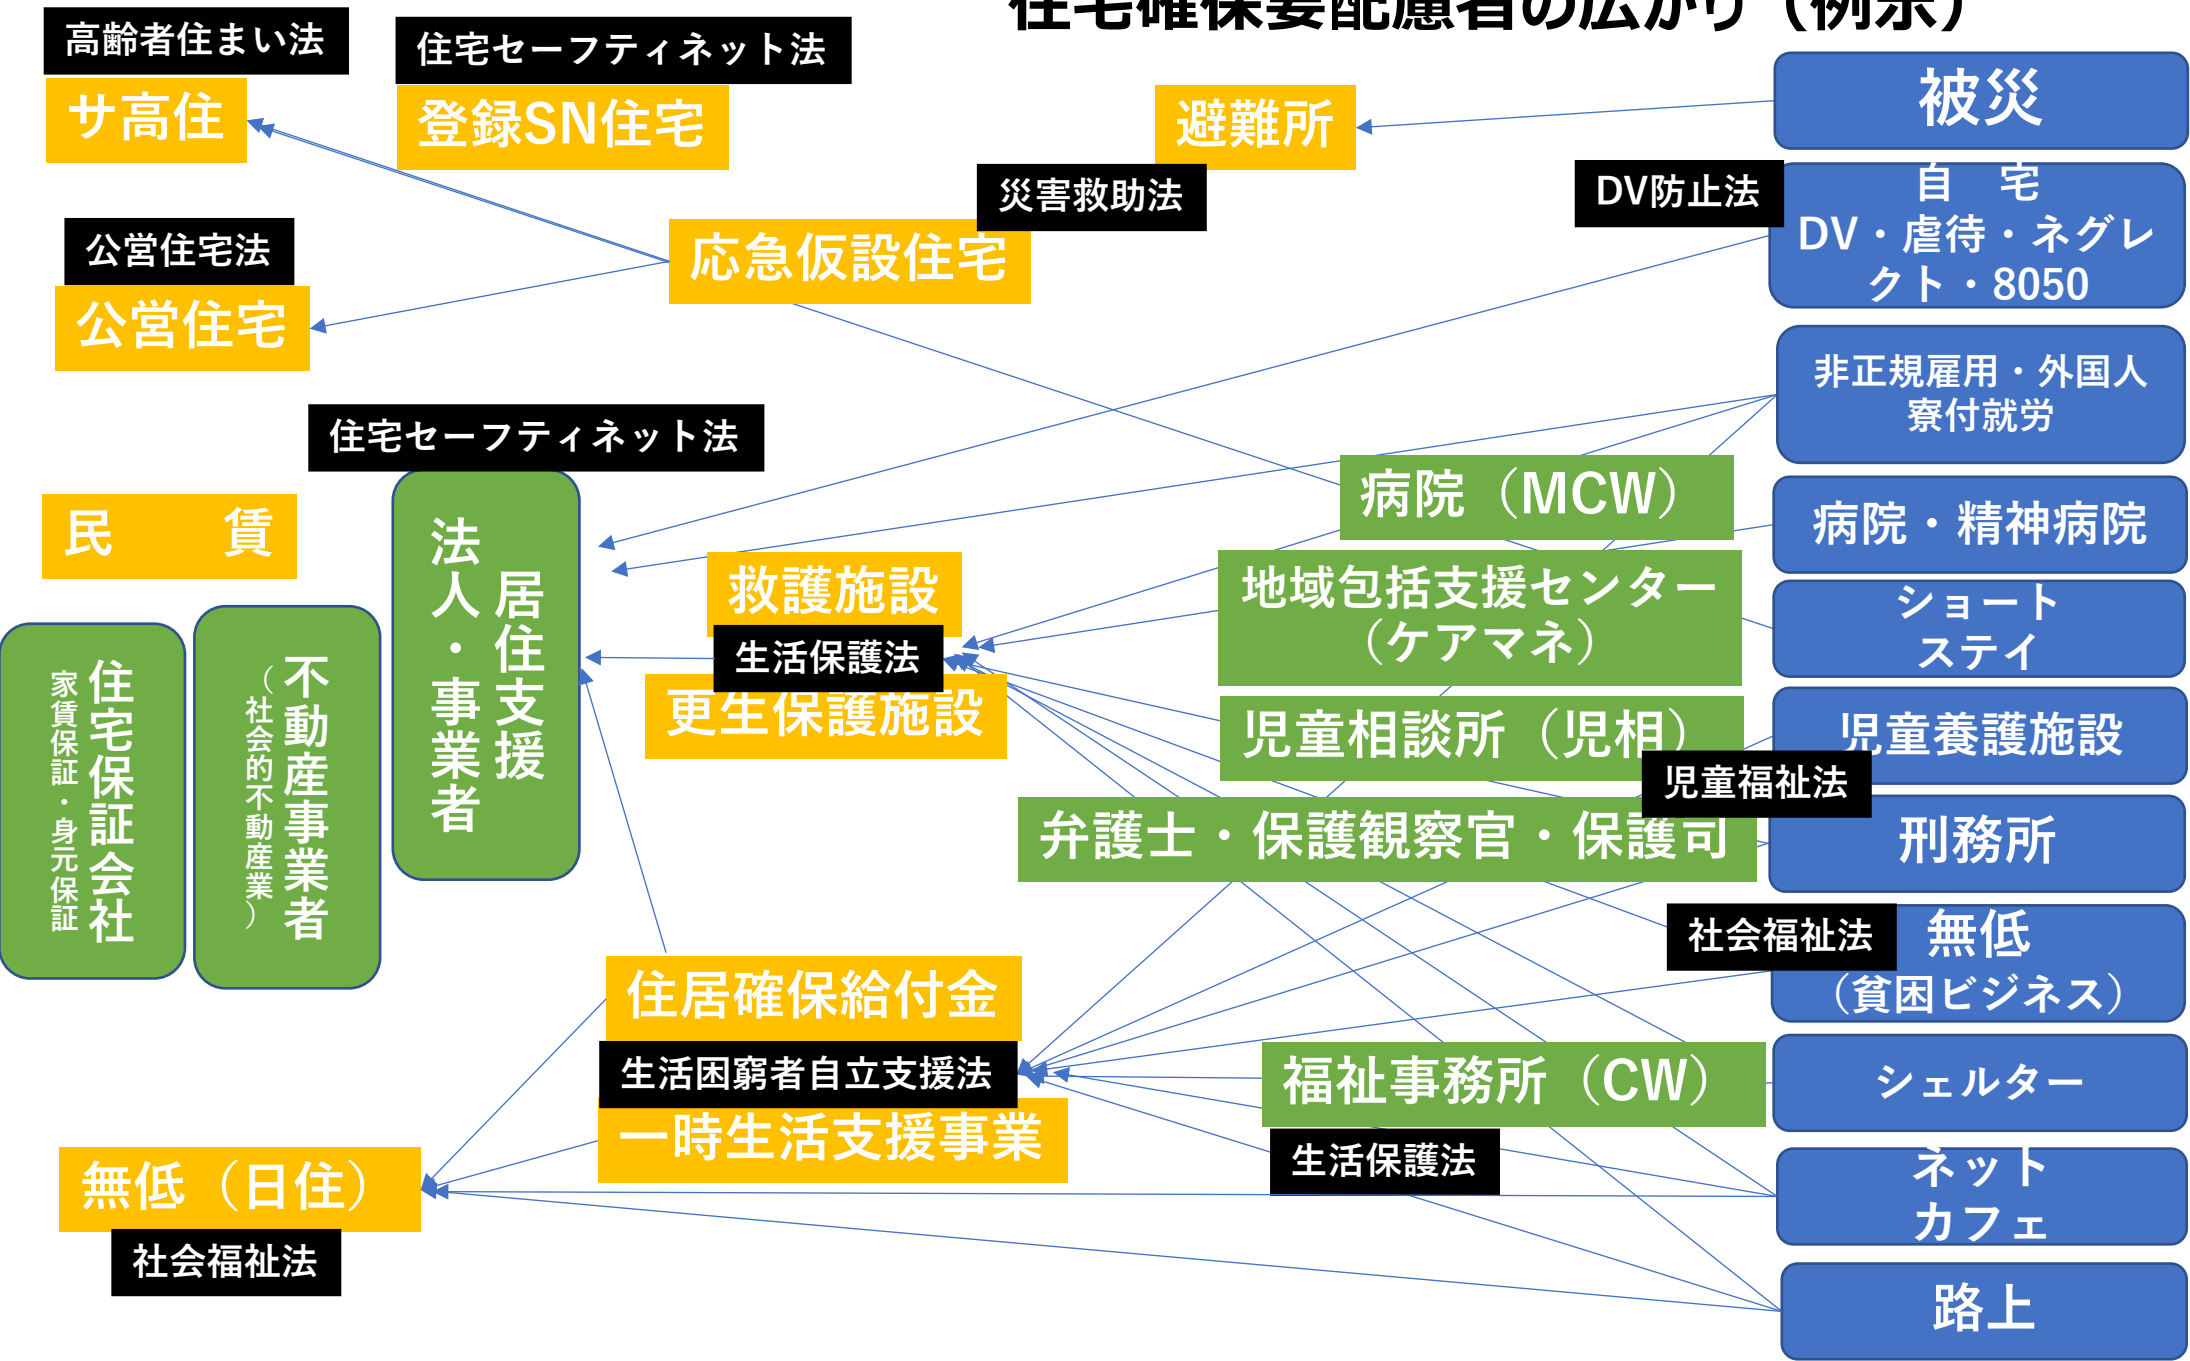 住宅確保要配慮者の広がり（例示）
高齢者住まい法
サ高住
住宅セーフティネット法
登録SN住宅
避難所
災害救助法
応急仮設住宅
公営住宅法
公営住宅
住宅セーフティネット法
民　　賃
居住支援
法人・事業者
不動産事業者
（社会的不動産業）
住宅保証会社
家賃保証・身元保証
救護施設
生活保護法
更生保護施設
住居確保給付金
生活困窮者自立支援法
一時生活支援事業
無低（日住）
社会福祉法
病院（MCW）
地域包括支援センター
（ケアマネ）
児童相談所（児相）
弁護士・保護観察官・保護司
福祉事務所（CW）
生活保護法
被災
DV防止法
自　宅
DV・虐待・ネグレ
クト・8050
非正規雇用・外国人
寮付就労
病院・精神病院
ショート
ステイ
児童養護施設
児童福祉法
刑務所
社会福祉法
無低
（貧困ビジネス）
シェルター
ネット
カフェ
路上